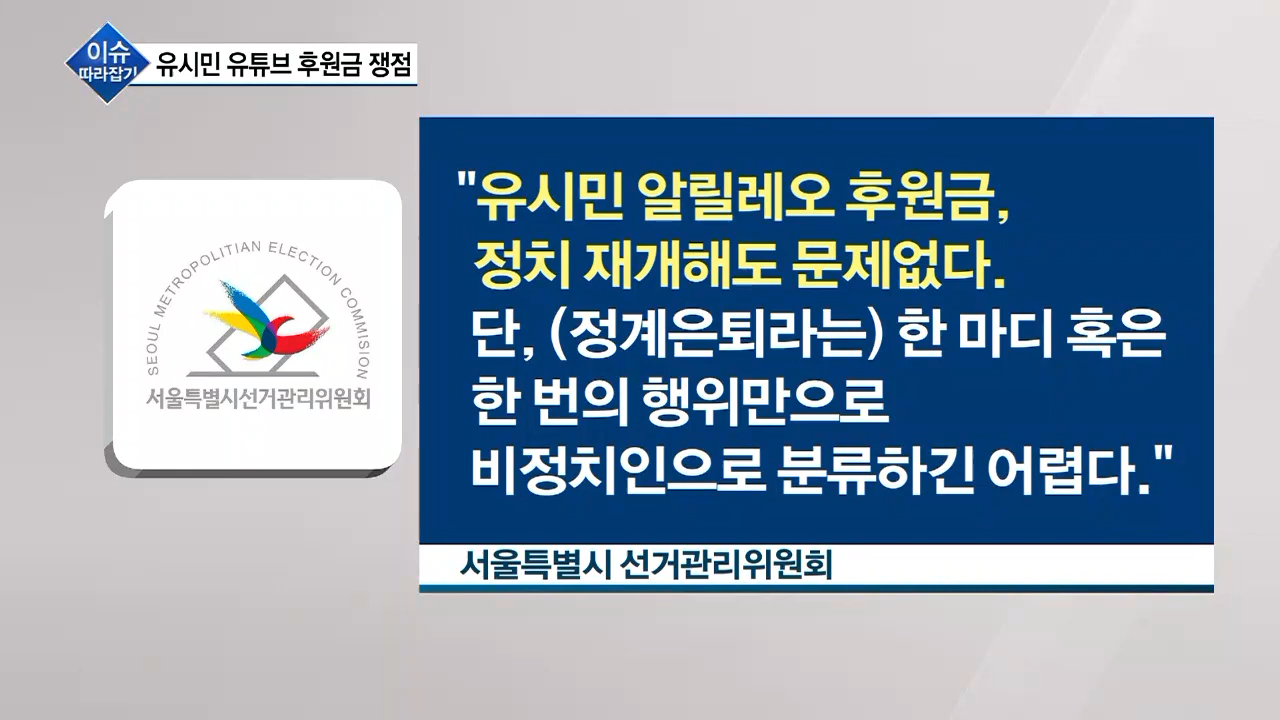 이슈
따라잡기
유시민 유튜브 후원금 쟁점
"유시민 알릴레오 후원금,
정치 재개해도 문제없다.
단, (정계은퇴라는) 한 마디 혹은
한 번의 행위만으로
비정치인으로 분류하긴 어렵다."
SEOUL METROPOLITIAN ELECTION COMMISION
서울특별시선거관리위원회
서울특별시 선거관리위원회